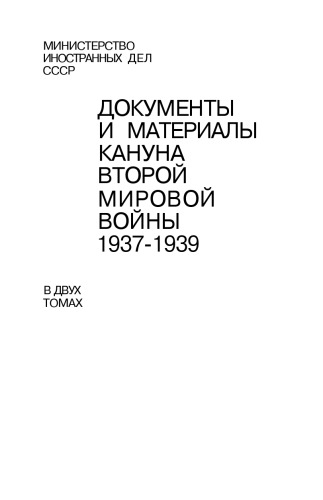 МИНИСТЕРСТВО
ИНОСТРАННЫХ ДЕЛ
СССР
ДОКУМЕНТЫ
И МАТЕРИАЛЫ
КАНУНА
ВТОРОЙ
МИРОВОЙ
ВОЙНЫ
1937-1939
В ДВУХ
ТОМАХ